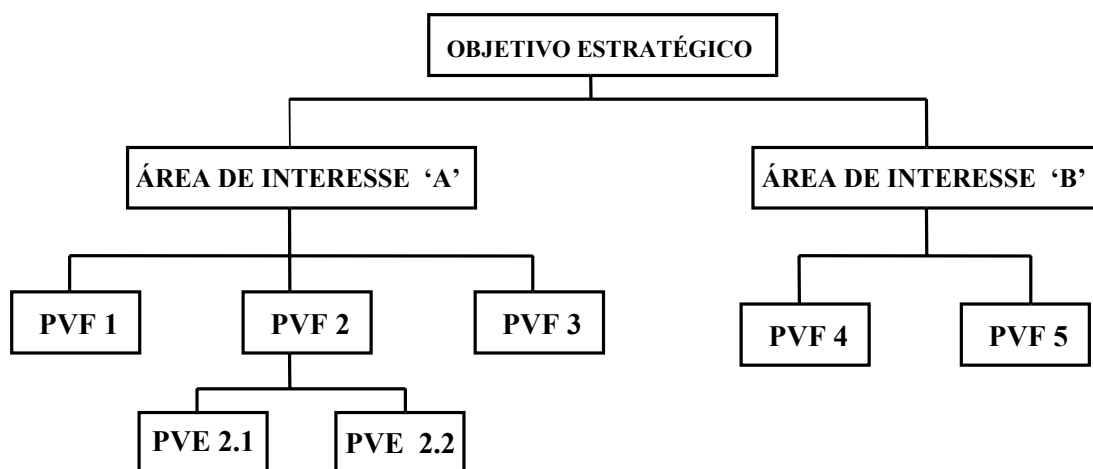 OBJETIVO ESTRATÉGICO
ÁREA DE INTERESSE ‘A’
ÁREA DE INTERESSE ‘B’
PVF 1
PVF 2
PVF 3
PVF 4
PVF 5
PVE 2.1
PVE 2.2